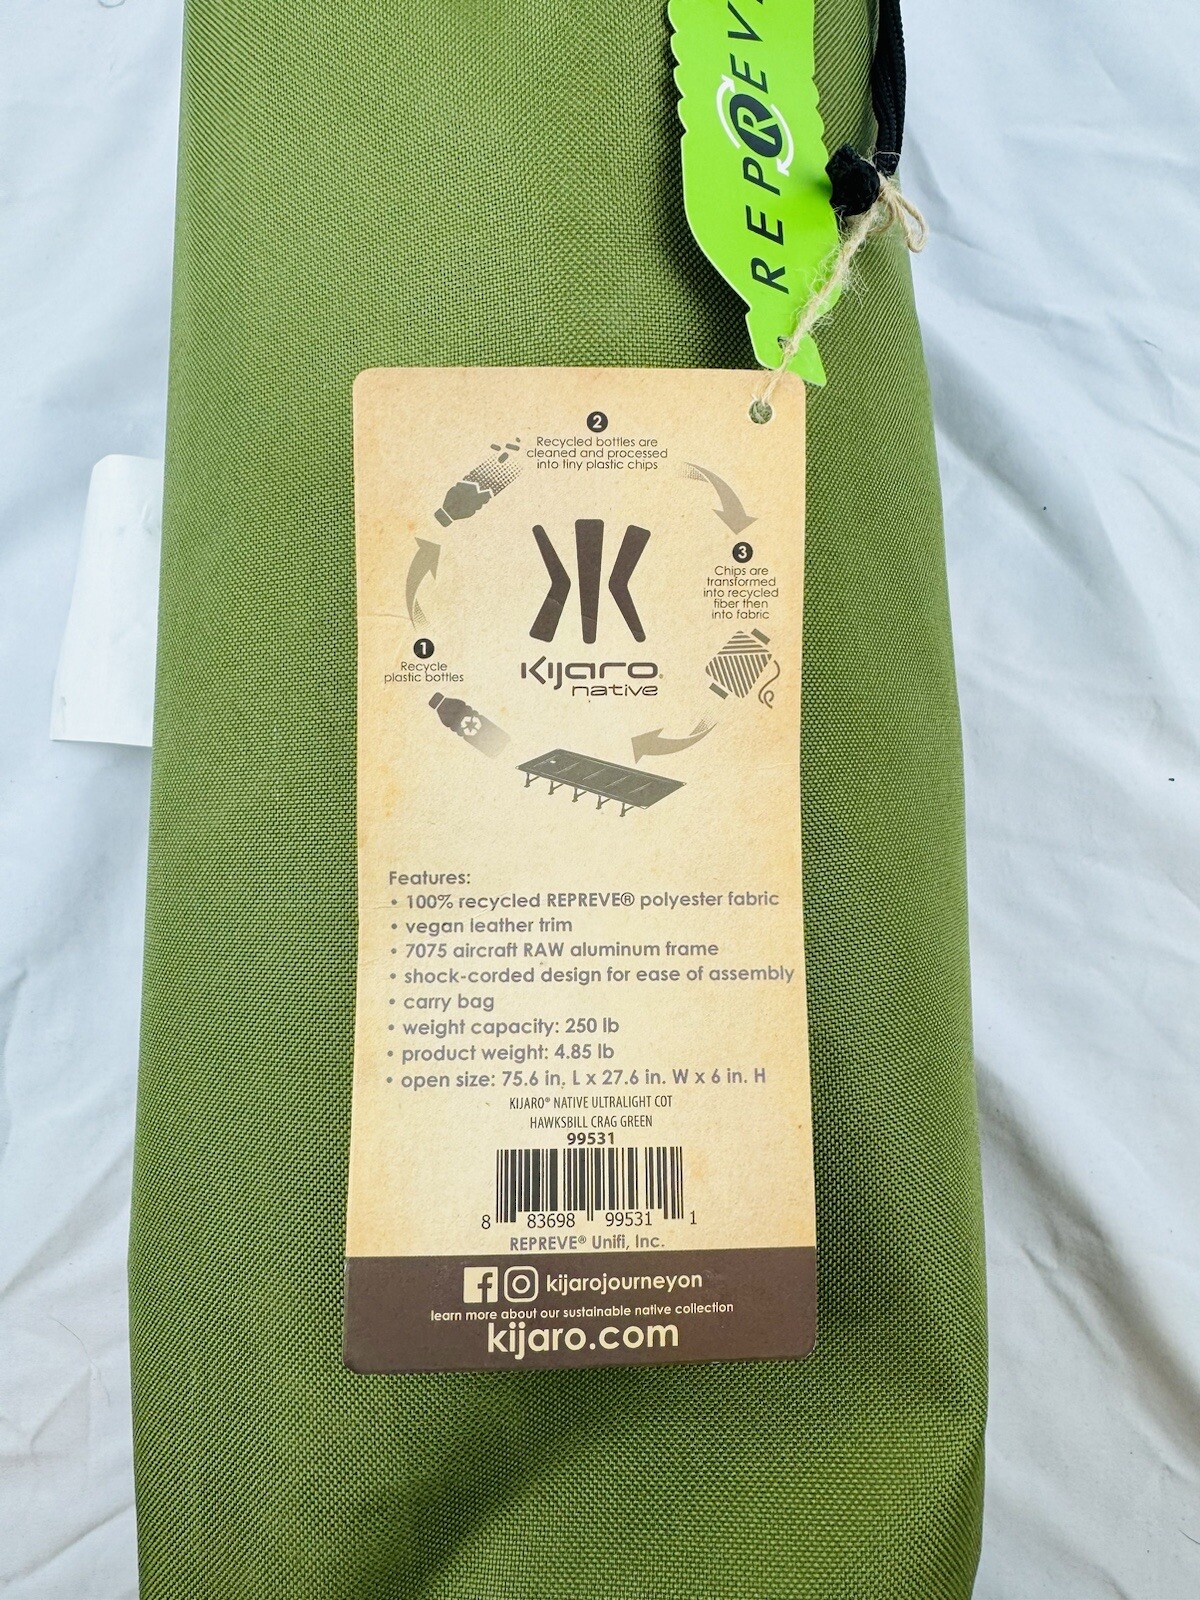 REPREV
2
Recycled bottles are
cleaned and processed
into tiny plastic chips
3
Chips are
transformed
into recycled
fiber then
into fabric
1
Recycle
plastic bottles
Kijaro®
native
Features:
• 100% recycled REPREVE® polyester fabric
• vegan leather trim
• 7075 aircraft RAW aluminum frame
• shock-corded design for ease of assembly
• carry bag
• weight capacity: 250 lb
• product weight: 4.85 lb
• open size: 75.6 in. L x 27.6 in. W x 6 in. H
KIJARO® NATIVE ULTRALIGHT COT
HAWKSBILL CRAG GREEN
99531
8 83698 99531 1
REPREVE® Unifi, Inc.
kijarojourneyon
learn more about our sustainable native collection
kijaro.com